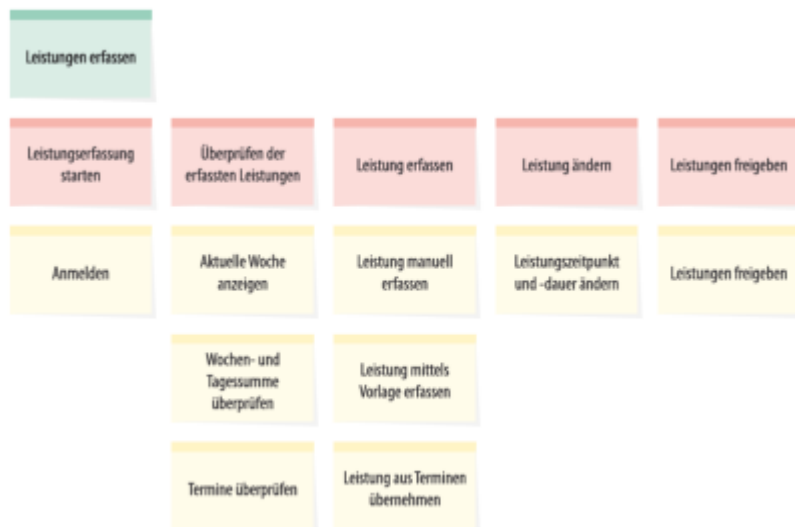 Leistungen erfassen
Leistungserfassung
starten
Überprüfen der
erfassten Leistungen
Leistung erfassen
Leistung ändern
Leistungen freigeben
Anmelden
Aktuelle Woche
anzeigen
Leistung manuell
erfassen
Leistungszeitpunkt
und -dauer ändern
Leistungen freigeben
Wochen- und
Tagessumme
überprüfen
Leistung mittels
Vorlage erfassen
Termine überprüfen
Leistung aus Terminen
übernehmen